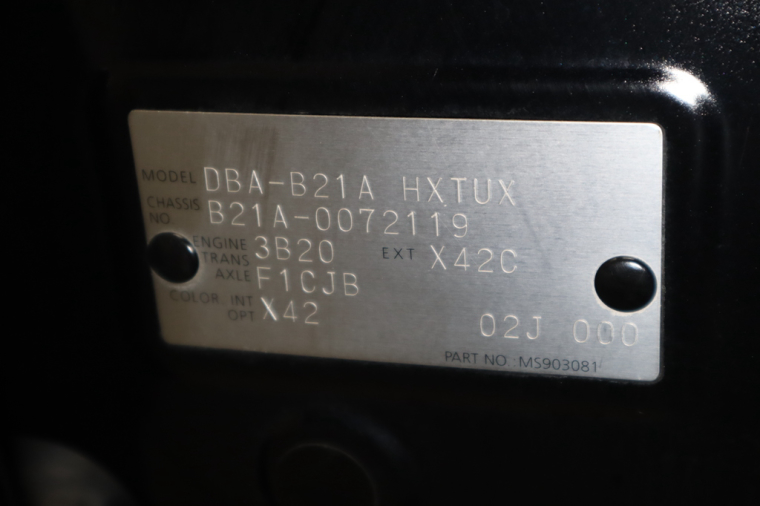 MODEL DBA-B21A HXTUX
CHASSIS NO B21A-0072119
ENGINE 3B20 EXT X42C
TRANS AXLE F1CJB
COLOR. INT OPT X42
02J 000
PART NO. :MS903081